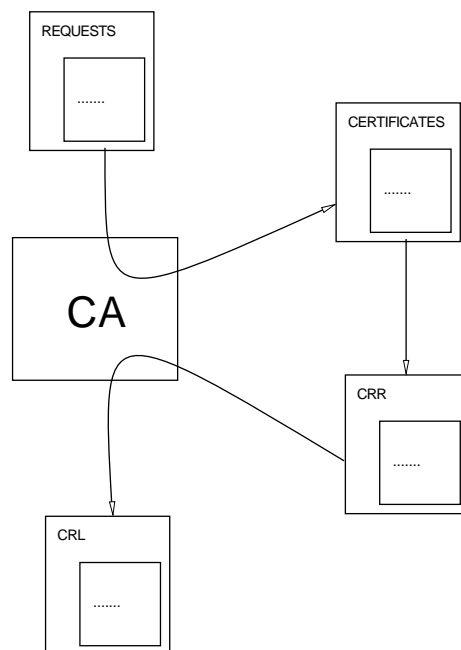 REQUESTS
.......
CERTIFICATES
.......
CA
CRR
.......
CRL
.......